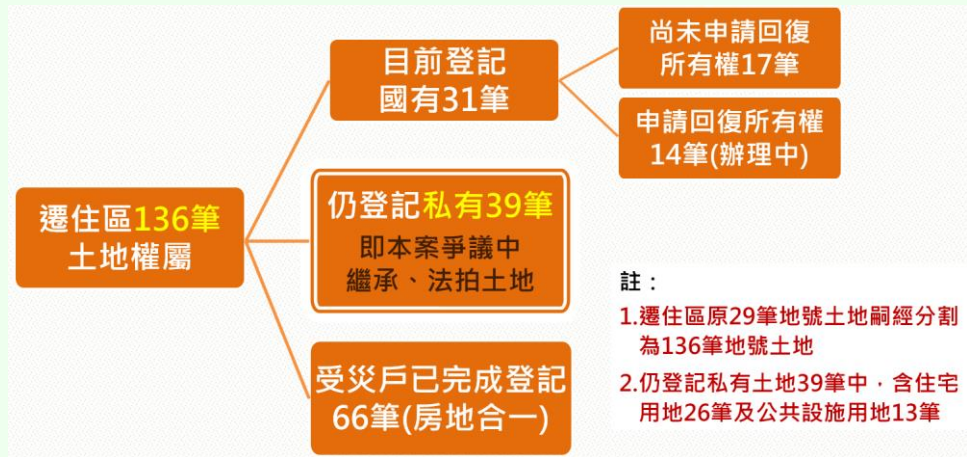 遷住區136筆
土地權屬
目前登記
國有31筆
尚未申請回復
所有權17筆
申請回復所有權
14筆(辦理中)
仍登記私有39筆
即本案爭議中
繼承、法拍土地
受災戶已完成登記
66筆(房地合一)
註：
1.遷住區原29筆地號土地嗣經分割
為136筆地號土地
2.仍登記私有土地39筆中，含住宅
用地26筆及公共設施用地13筆